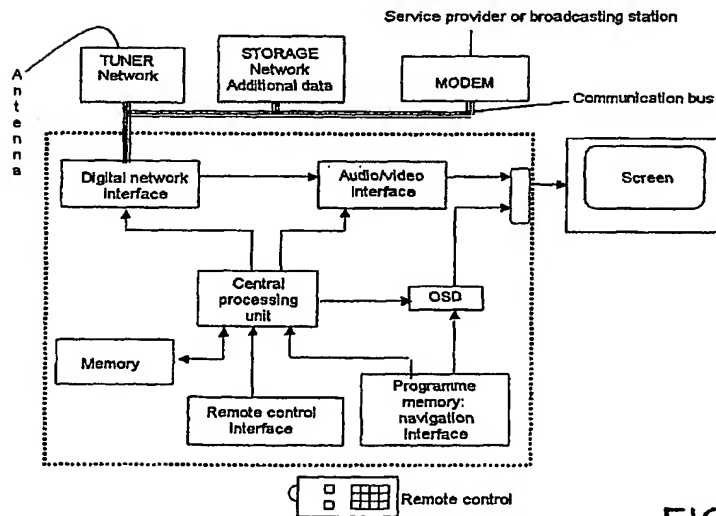 Service provider or broadcasting station
Antenna
TUNER
Network
STORAGE
Network
Additional data
MODEM
Communication bus
Digital network
Interface
Audio/video
Interface
Screen
Central
processing
unit
OSD
Memory
Remote control
Interface
Programme
memory:
navigation
Interface
Remote control